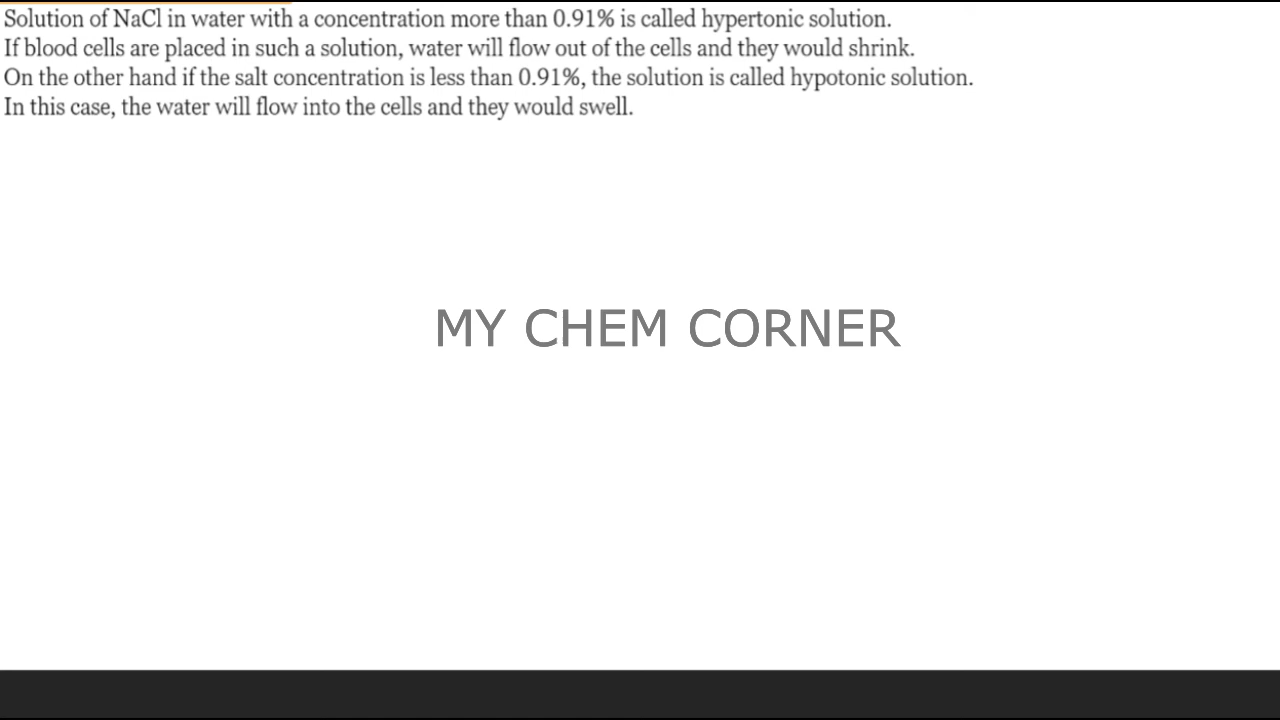 Solution of NaCl in water with a concentration more than 0.91% is called hypertonic solution.
If blood cells are placed in such a solution, water will flow out of the cells and they would shrink.
On the other hand if the salt concentration is less than 0.91%, the solution is called hypotonic solution.
In this case, the water will flow into the cells and they would swell.
MY CHEM CORNER